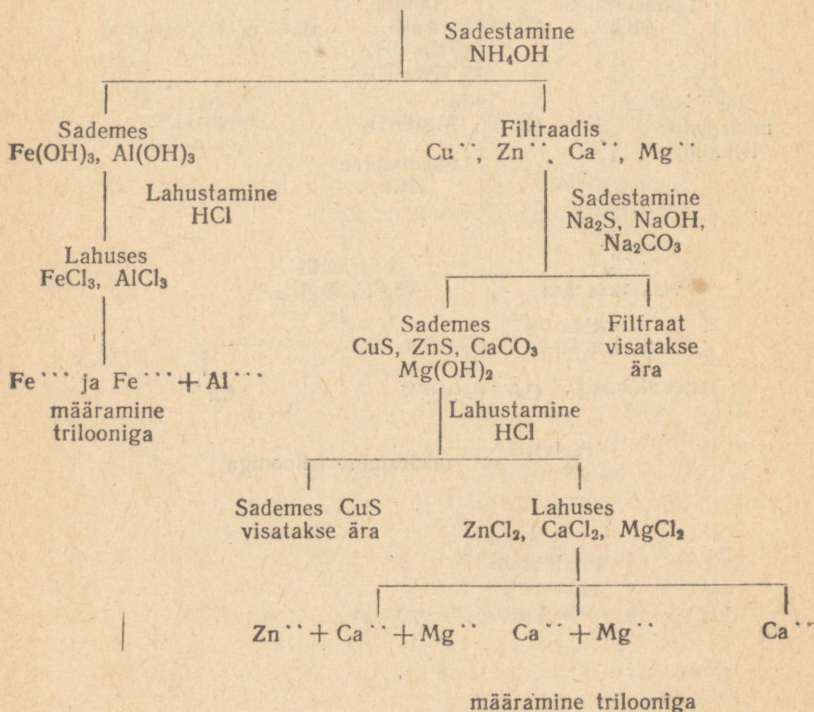 Sadestamine
NH₄OH
Sademes
Fe(OH)₃, Al(OH)₃
Filtraadis
Cu˙˙, Zn˙˙, Ca˙˙, Mg˙˙
Lahustamine
HCl
Sadestamine
Na₂S, NaOH,
Na₂CO₃
Lahuses
FeCl₃, AlCl₃
Sademes
CuS, ZnS, CaCO₃
Mg(OH)₂
Filtraat
visatakse
ära
Fe˙˙˙ ja Fe˙˙˙ + Al˙˙˙
määramine
trilooniga
Lahustamine
HCl
Sademes CuS
visatakse ära
Lahuses
ZnCl₂, CaCl₂, MgCl₂
Zn˙˙ + Ca˙˙ + Mg˙˙ Ca˙˙ + Mg˙˙ Ca˙˙
määramine trilooniga